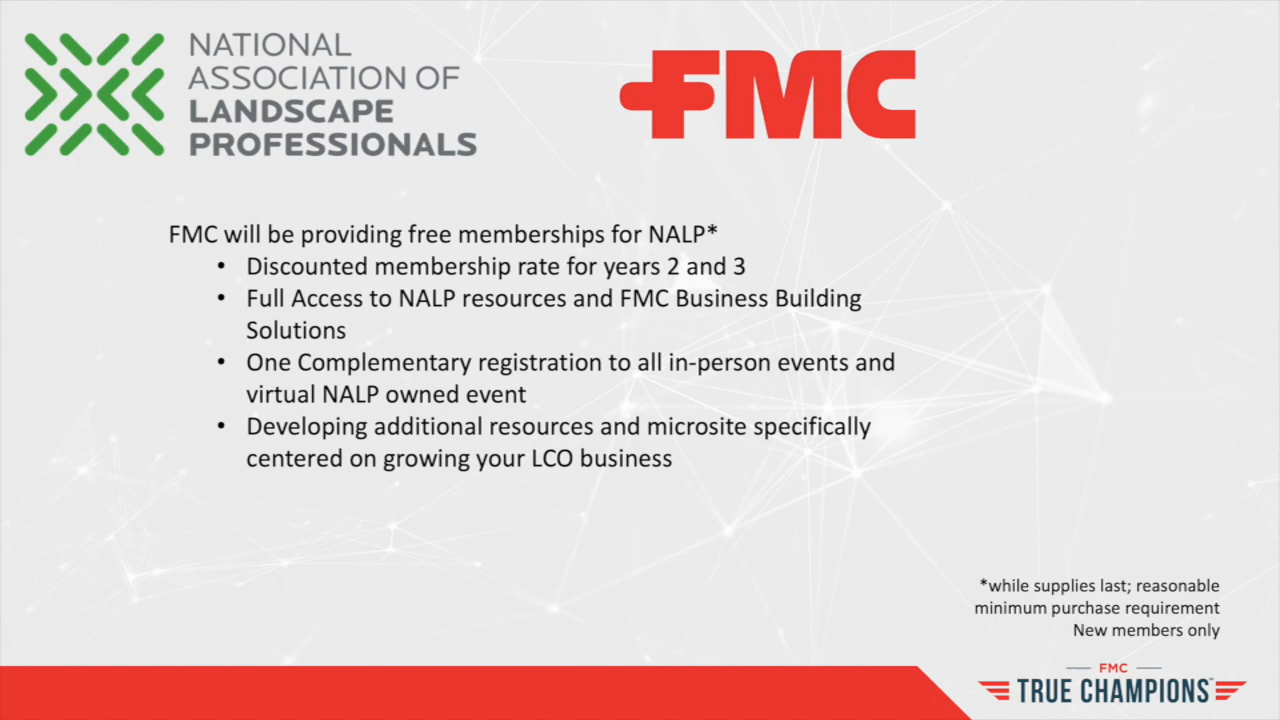 NATIONAL
ASSOCIATION OF
LANDSCAPE
PROFESSIONALS
FMC
FMC will be providing free memberships for NALP*
• Discounted membership rate for years 2 and 3
• Full Access to NALP resources and FMC Business Building
Solutions
• One Complementary registration to all in-person events and
virtual NALP owned event
• Developing additional resources and microsite specifically
centered on growing your LCO business
*while supplies last; reasonable
minimum purchase requirement
New members only
FMC
TRUE CHAMPIONS™